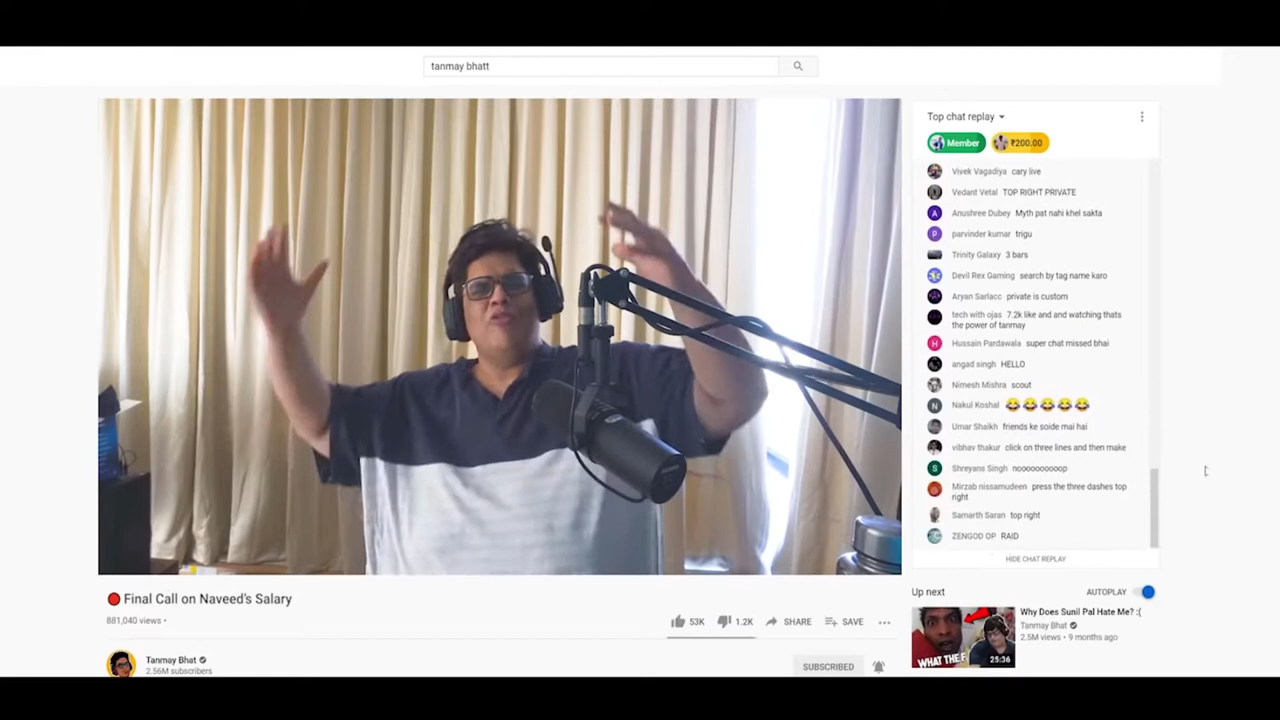 tanmay bhatt
Top chat replay
Member
₹200.00
Vivek Vagadiya cary live
Vedant Vetal TOP RIGHT PRIVATE
A
Anushree Dubey Myth pat nahi khel sakta
P
parvinder kumar trigu
Trinity Galaxy 3 bars
Devil Rex Gaming search by tag name karo
Aryan Sarlacc private is custom
tech with ojas 7.2k like and and watching thats
the power of tanmay
H
Hussain Pardawala super chat missed bhai
angad singh HELLO
Nimesh Mishra scout
N
Nakul Koshal 😂😂😂😂😂
Umar Shaikh friends ke soide mai hai
vibhav thakur click on three lines and then make
S
Shreyans Singh noooooooooop
Mirzab nissamudeen press the three dashes top
right
Samarth Saran top right
ZENGOD OP RAID
HIDE CHAT REPLAY
🔴 Final Call on Naveed's Salary
881,040 views •
53K
1.2K
SHARE
SAVE
Tanmay Bhat
2.56M subscribers
SUBSCRIBED
Up next
AUTOPLAY
WHAT THE F
25:36
Why Does Sunil Pal Hate Me? :(
Tanmay Bhat
2.5M views • 9 months ago